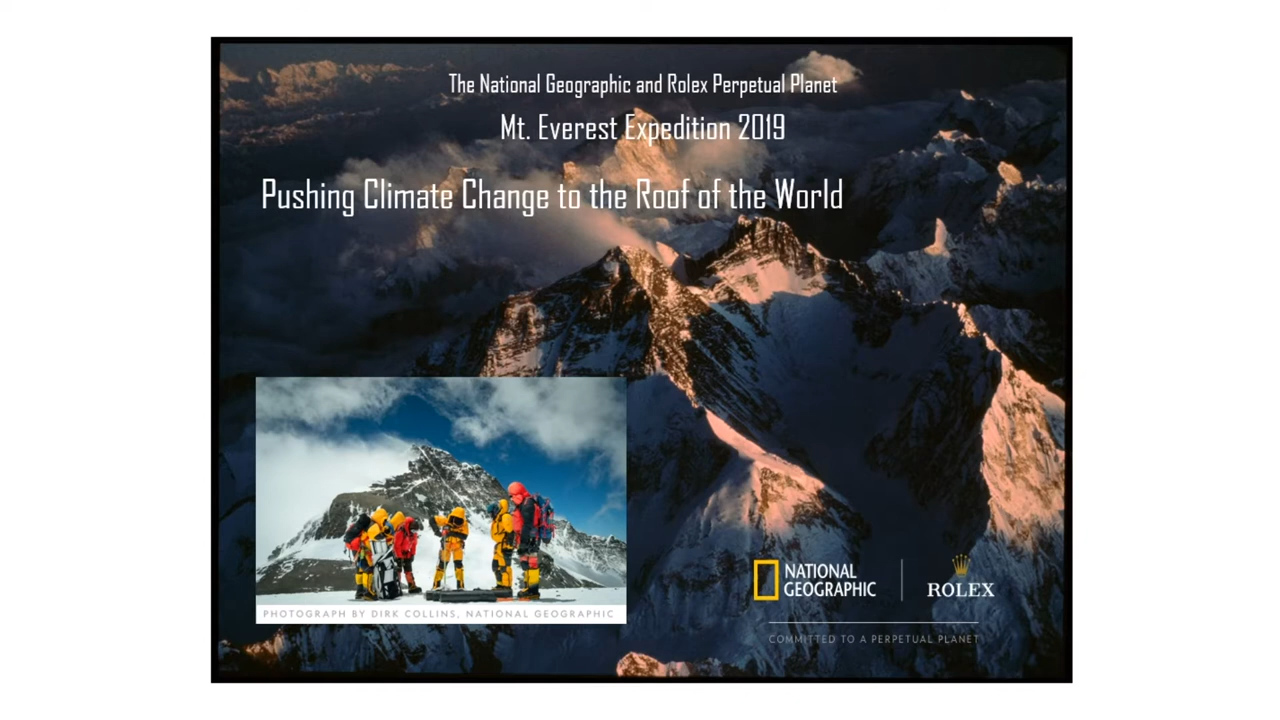 The National Geographic and Rolex Perpetual Planet
Mt. Everest Expedition 2019
Pushing Climate Change to the Roof of the World
PHOTOGRAPH BY DIRK COLLINS, NATIONAL GEOGRAPHIC
NATIONAL
GEOGRAPHIC
ROLEX
COMMITTED TO A PERPETUAL PLANET